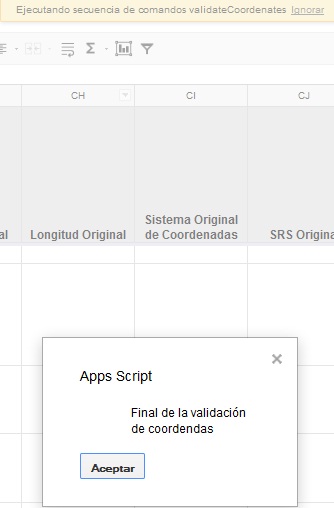 Ejecutando secuencia de comandos validateCoordenates Ignorar
Σ
CH CI CJ
al Longitud Original Sistema Original de Coordenadas SRS Origina
Apps Script
Final de la validación
de coordendas
Aceptar